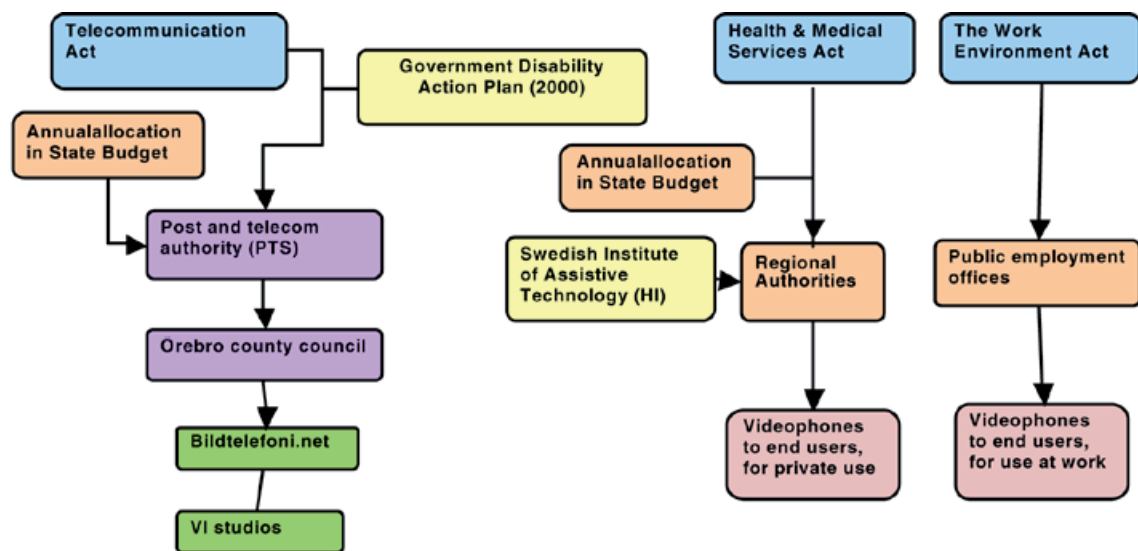 Telecommunication
Act
Government Disability
Action Plan (2000)
Annualallocation
in State Budget
Post and telecom
authority (PTS)
Orebro county council
Bildtelefoni.net
VI studios
Health & Medical
Services Act
Annualallocation
in State Budget
Swedish Institute
of Assistive
Technology (HI)
Regional
Authorities
Videophones
to end users,
for private use
The Work
Environment Act
Public employment
offices
Videophones
to end users,
for use at work